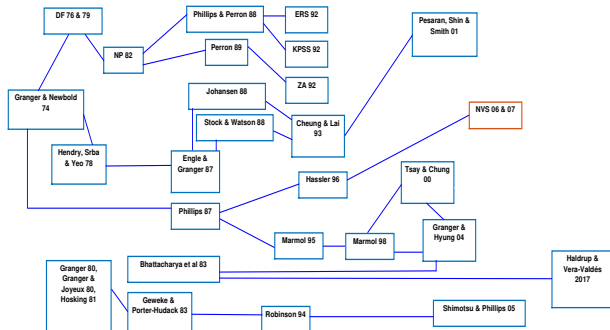 DF 76 & 79
Phillips & Perron 88
ERS 92
Pesaran, Shin &
Smith 01
NP 82
Perron 89
KPSS 92
ZA 92
Granger & Newbold
74
Johansen 88
Stock & Watson 88
Cheung & Lai
93
NVS 06 & 07
Hendry, Srba
& Yeo 78
Engle &
Granger 87
Hassler 96
Tsay & Chung
00
Phillips 87
Marmol 95
Marmol 98
Granger &
Hyung 04
Bhattacharya et al 83
Haldrup &
Vera-Valdés
2017
Granger 80,
Granger &
Joyeux 80,
Hosking 81
Geweke &
Porter-Hudack 83
Robinson 94
Shimotsu & Phillips 05